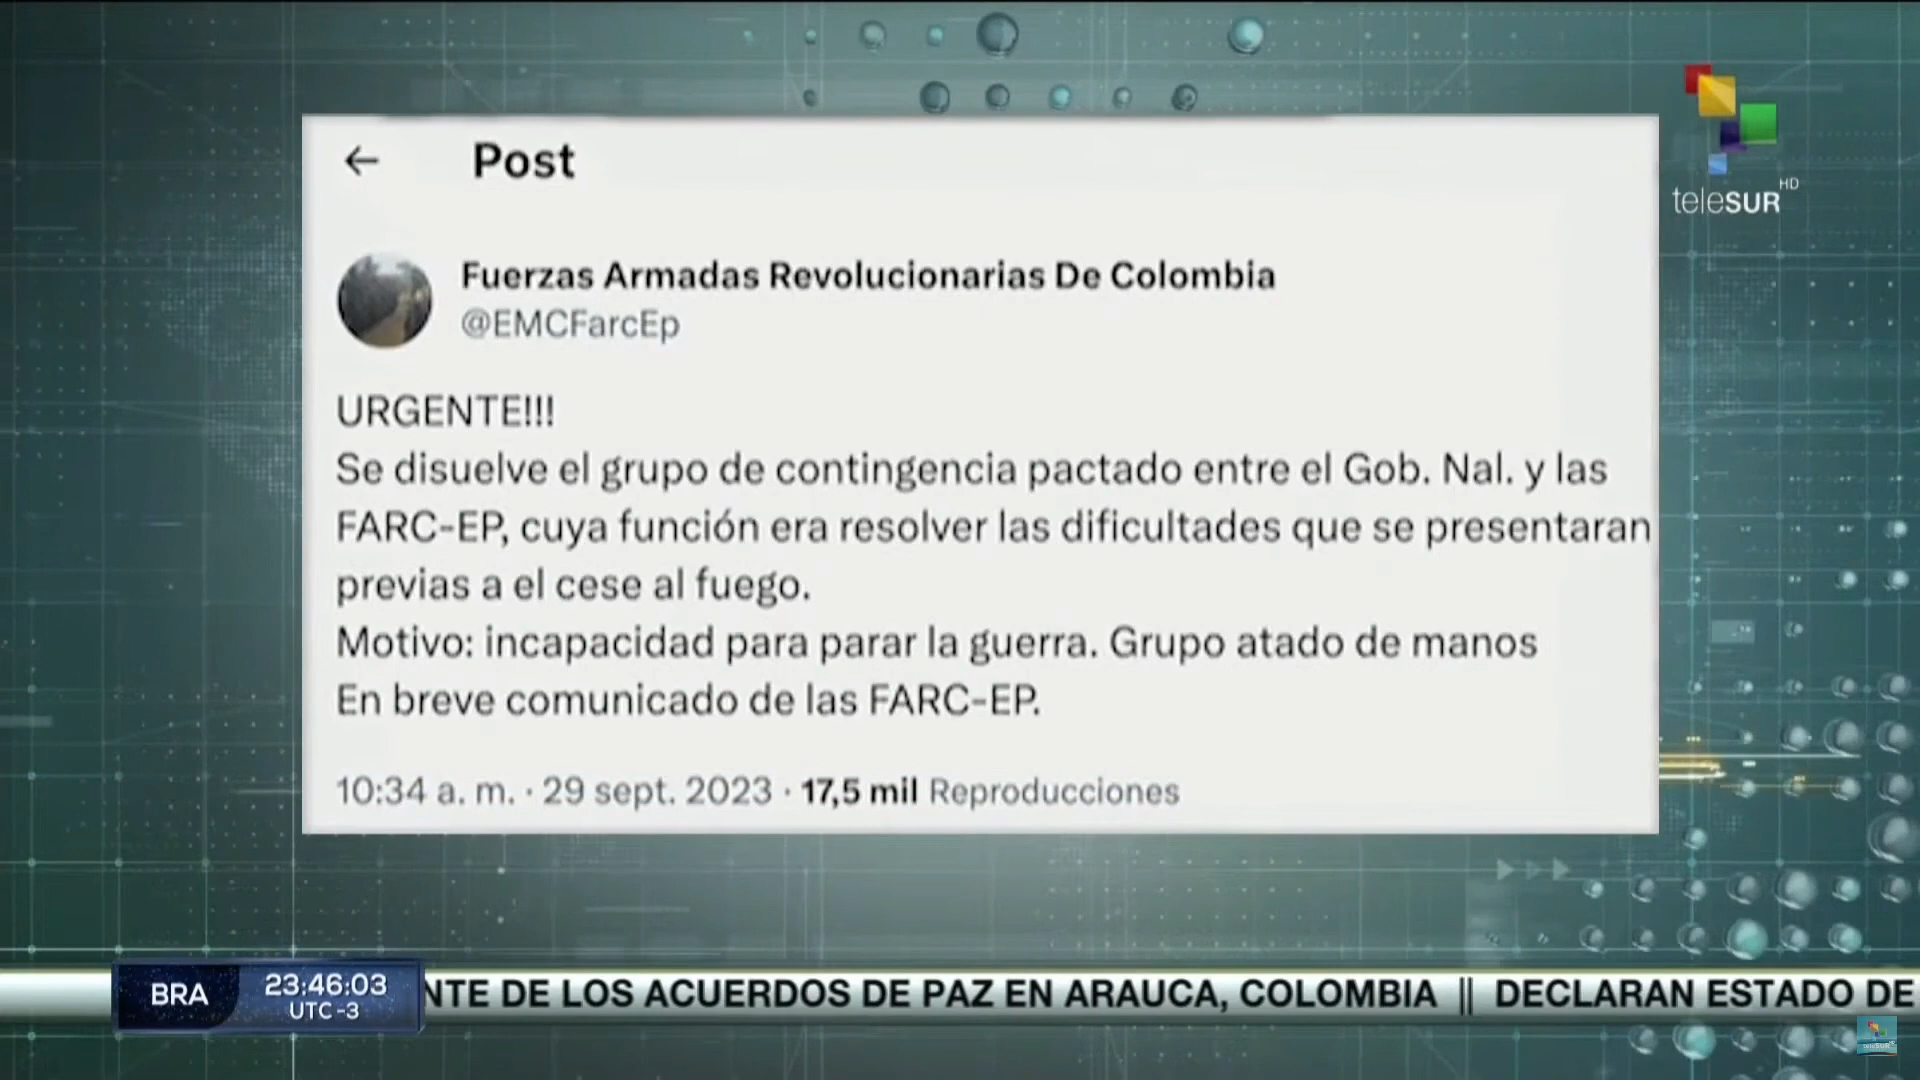 Post
teleSUR HD
Fuerzas Armadas Revolucionarias De Colombia
@EMCFarcEp
URGENTE!!!
Se disuelve el grupo de contingencia pactado entre el Gob. Nal. y las
FARC-EP, cuya función era resolver las dificultades que se presentaran
previas a el cese al fuego.
Motivo: incapacidad para parar la guerra. Grupo atado de manos
En breve comunicado de las FARC-EP.
10:34 a. m. · 29 sept. 2023 · 17,5 mil Reproducciones
BRA
23:46:03
UTC-3
NTE DE LOS ACUERDOS DE PAZ EN ARAUCA, COLOMBIA || DECLARAN ESTADO DE
teleSUR